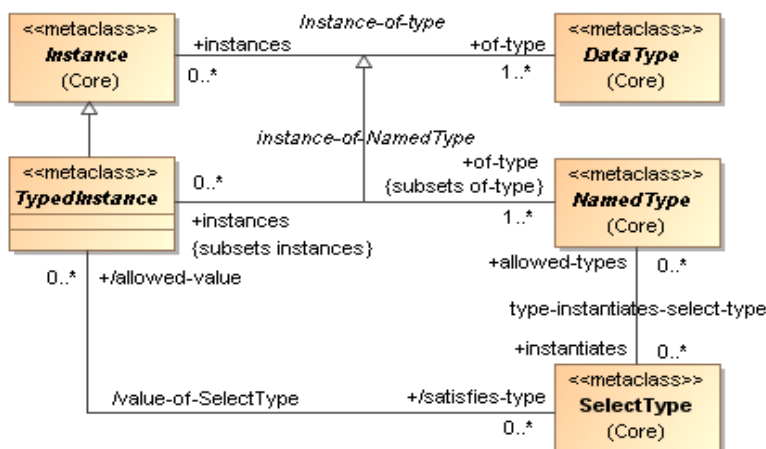 Instance-of-type
<<metaclass>>
Instance
(Core)
+instances
0..*
+of-type
1..*
<<metaclass>>
DataType
(Core)
instance-of-NamedType
<<metaclass>>
TypedInstance
0..*
+instances
{subsets instances}
+of-type
{subsets of-type}
1..*
<<metaclass>>
NamedType
(Core)
0..*
+/allowed-value
+allowed-types
0..*
type-instantiates-select-type
+instantiates
0..*
/value-of-SelectType
+/satisfies-type
0..*
<<metaclass>>
SelectType
(Core)